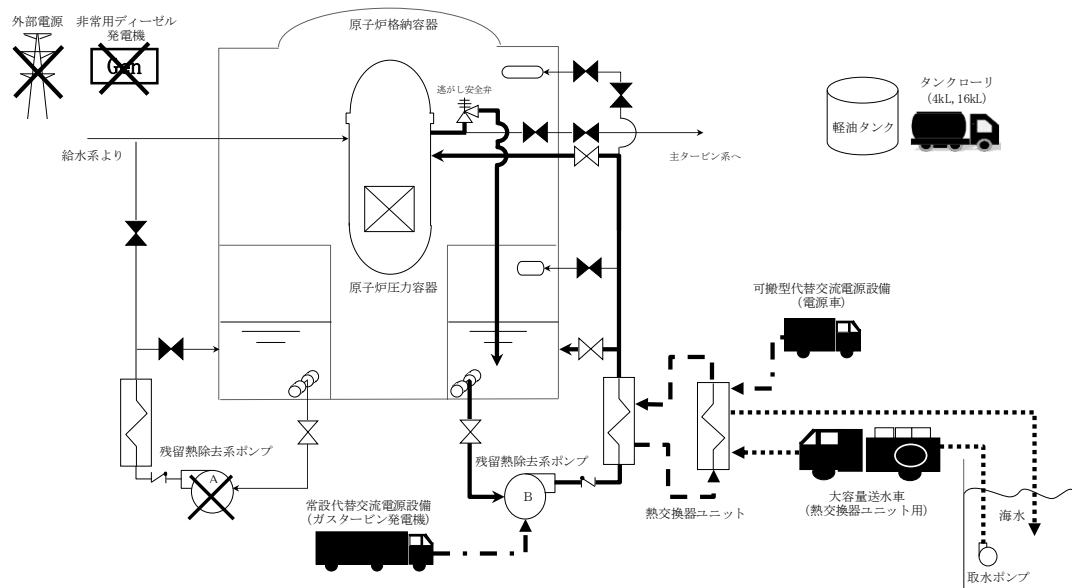 外部電源
非常用ディーゼル
発電機
Gen
原子炉格納容器
逃がし安全弁
タンクローリ
(4kL, 16kL)
軽油タンク
給水系より
主タービン系へ
原子炉圧力容器
可搬型代替交流電源設備
(電源車)
残留熱除去系ポンプ
A
残留熱除去系ポンプ
B
熱交換器ユニット
大容量送水車
(熱交換器ユニット用)
海水
常設代替交流電源設備
(ガスタービン発電機)
取水ポンプ